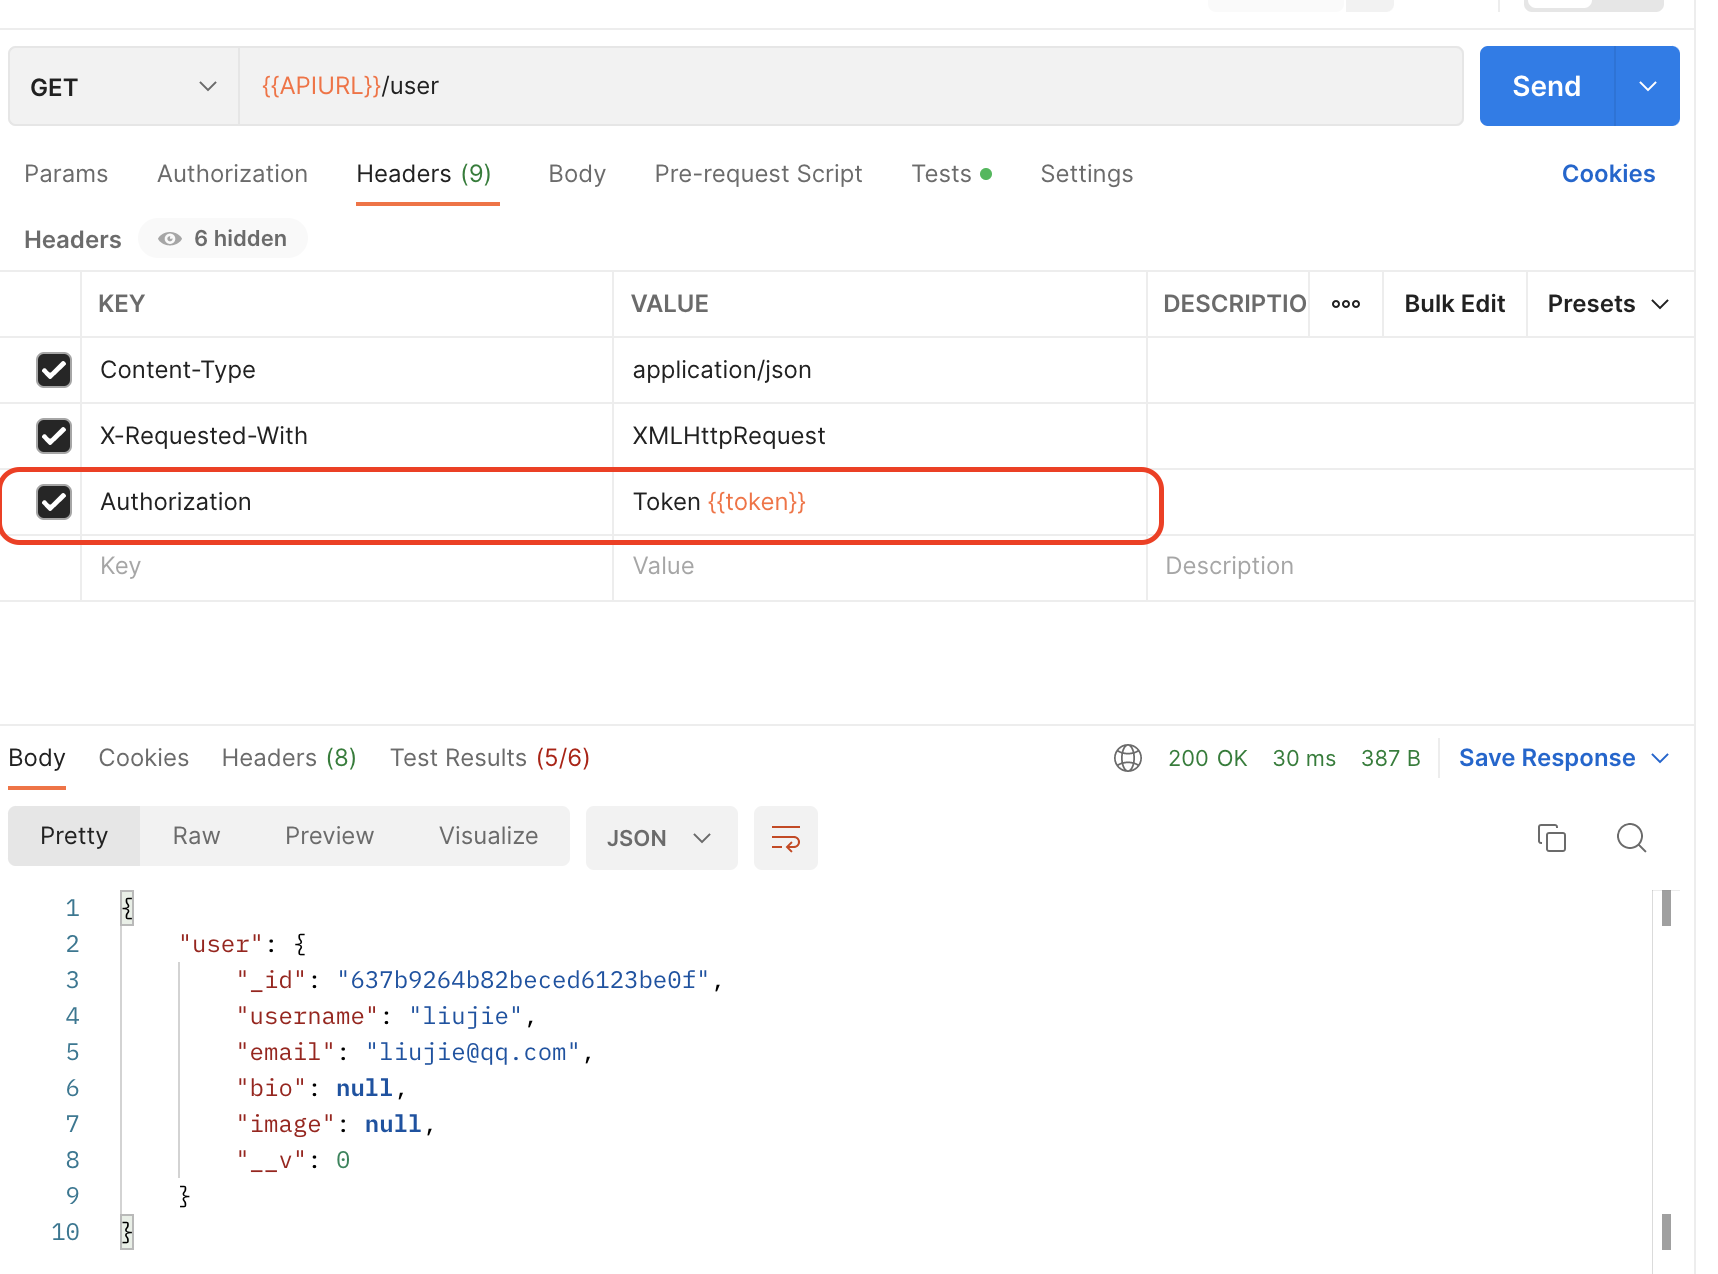 GET {{APIURL}}/user Send
Params Authorization Headers (9) Body Pre-request Script Tests Settings Cookies
Headers 6 hidden
KEY VALUE DESCRIPTIO Bulk Edit Presets
Content-Type application/json
X-Requested-With XMLHttpRequest
Authorization Token {{token}}
Key Value Description
Body Cookies Headers (8) Test Results (5/6) 200 OK 30 ms 387 B Save Response
Pretty Raw Preview Visualize JSON
1 {
2 "user": {
3 "_id": "637b9264b82beced6123be0f",
4 "username": "liujie",
5 "email": "liujie@qq.com",
6 "bio": null,
7 "image": null,
8 "__v": 0
9 }
10 }